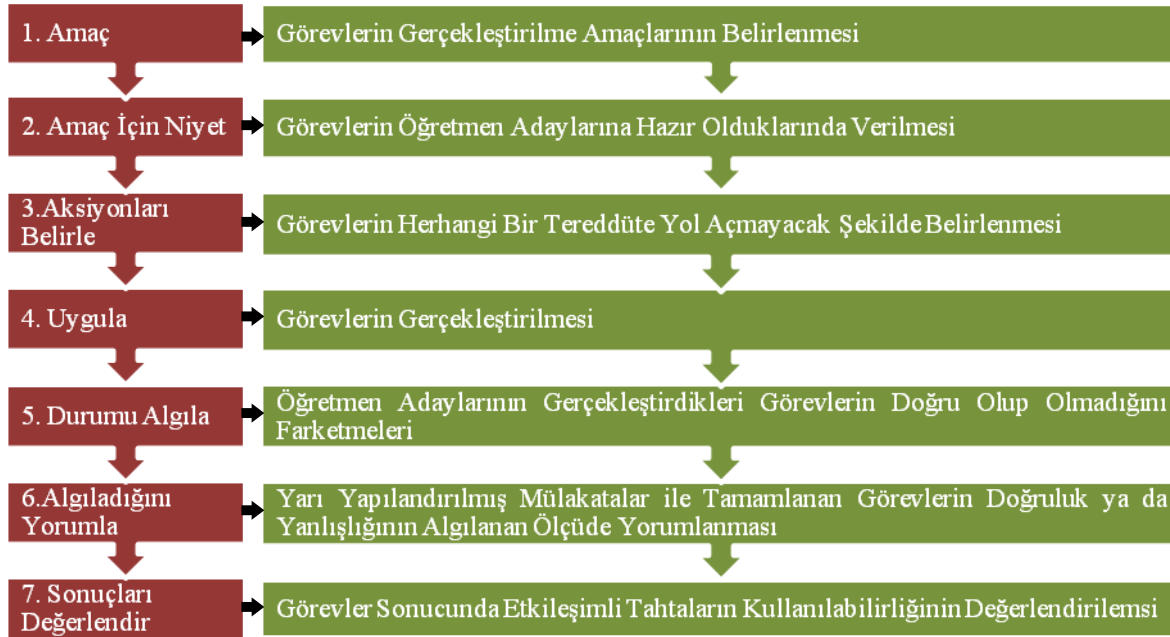 1. Amaç
Görevlerin Gerçekleştirilme Amaçlarının Belirlenmesi
2. Amaç İçin Niyet
Görevlerin Öğretmen Adaylarına Hazır Olduklarında Verilmesi
3.Aksiyonları
Belirle
Görevlerin Herhangi Bir Tereddüte Yol Açmayacak Şekilde Belirlenmesi
4. Uygula
Görevlerin Gerçekleştirilmesi
5. Durumu Algıla
Öğretmen Adaylarının Gerçekleştirdikleri Görevlerin Doğru Olup Olmadığını
Farketmeleri
6.Algıladığını
Yorumla
Yarı Yapılandırılmış Mülakatalar ile Tamamlanan Görevlerin Doğruluk ya da
Yanlışlığının Algılanan Ölçüde Yorumlanması
7. Sonuçları
Değerlendir
Görevler Sonucunda Etkileşimli Tahtaların Kullanılabilirliğinin Değerlendirilemsi